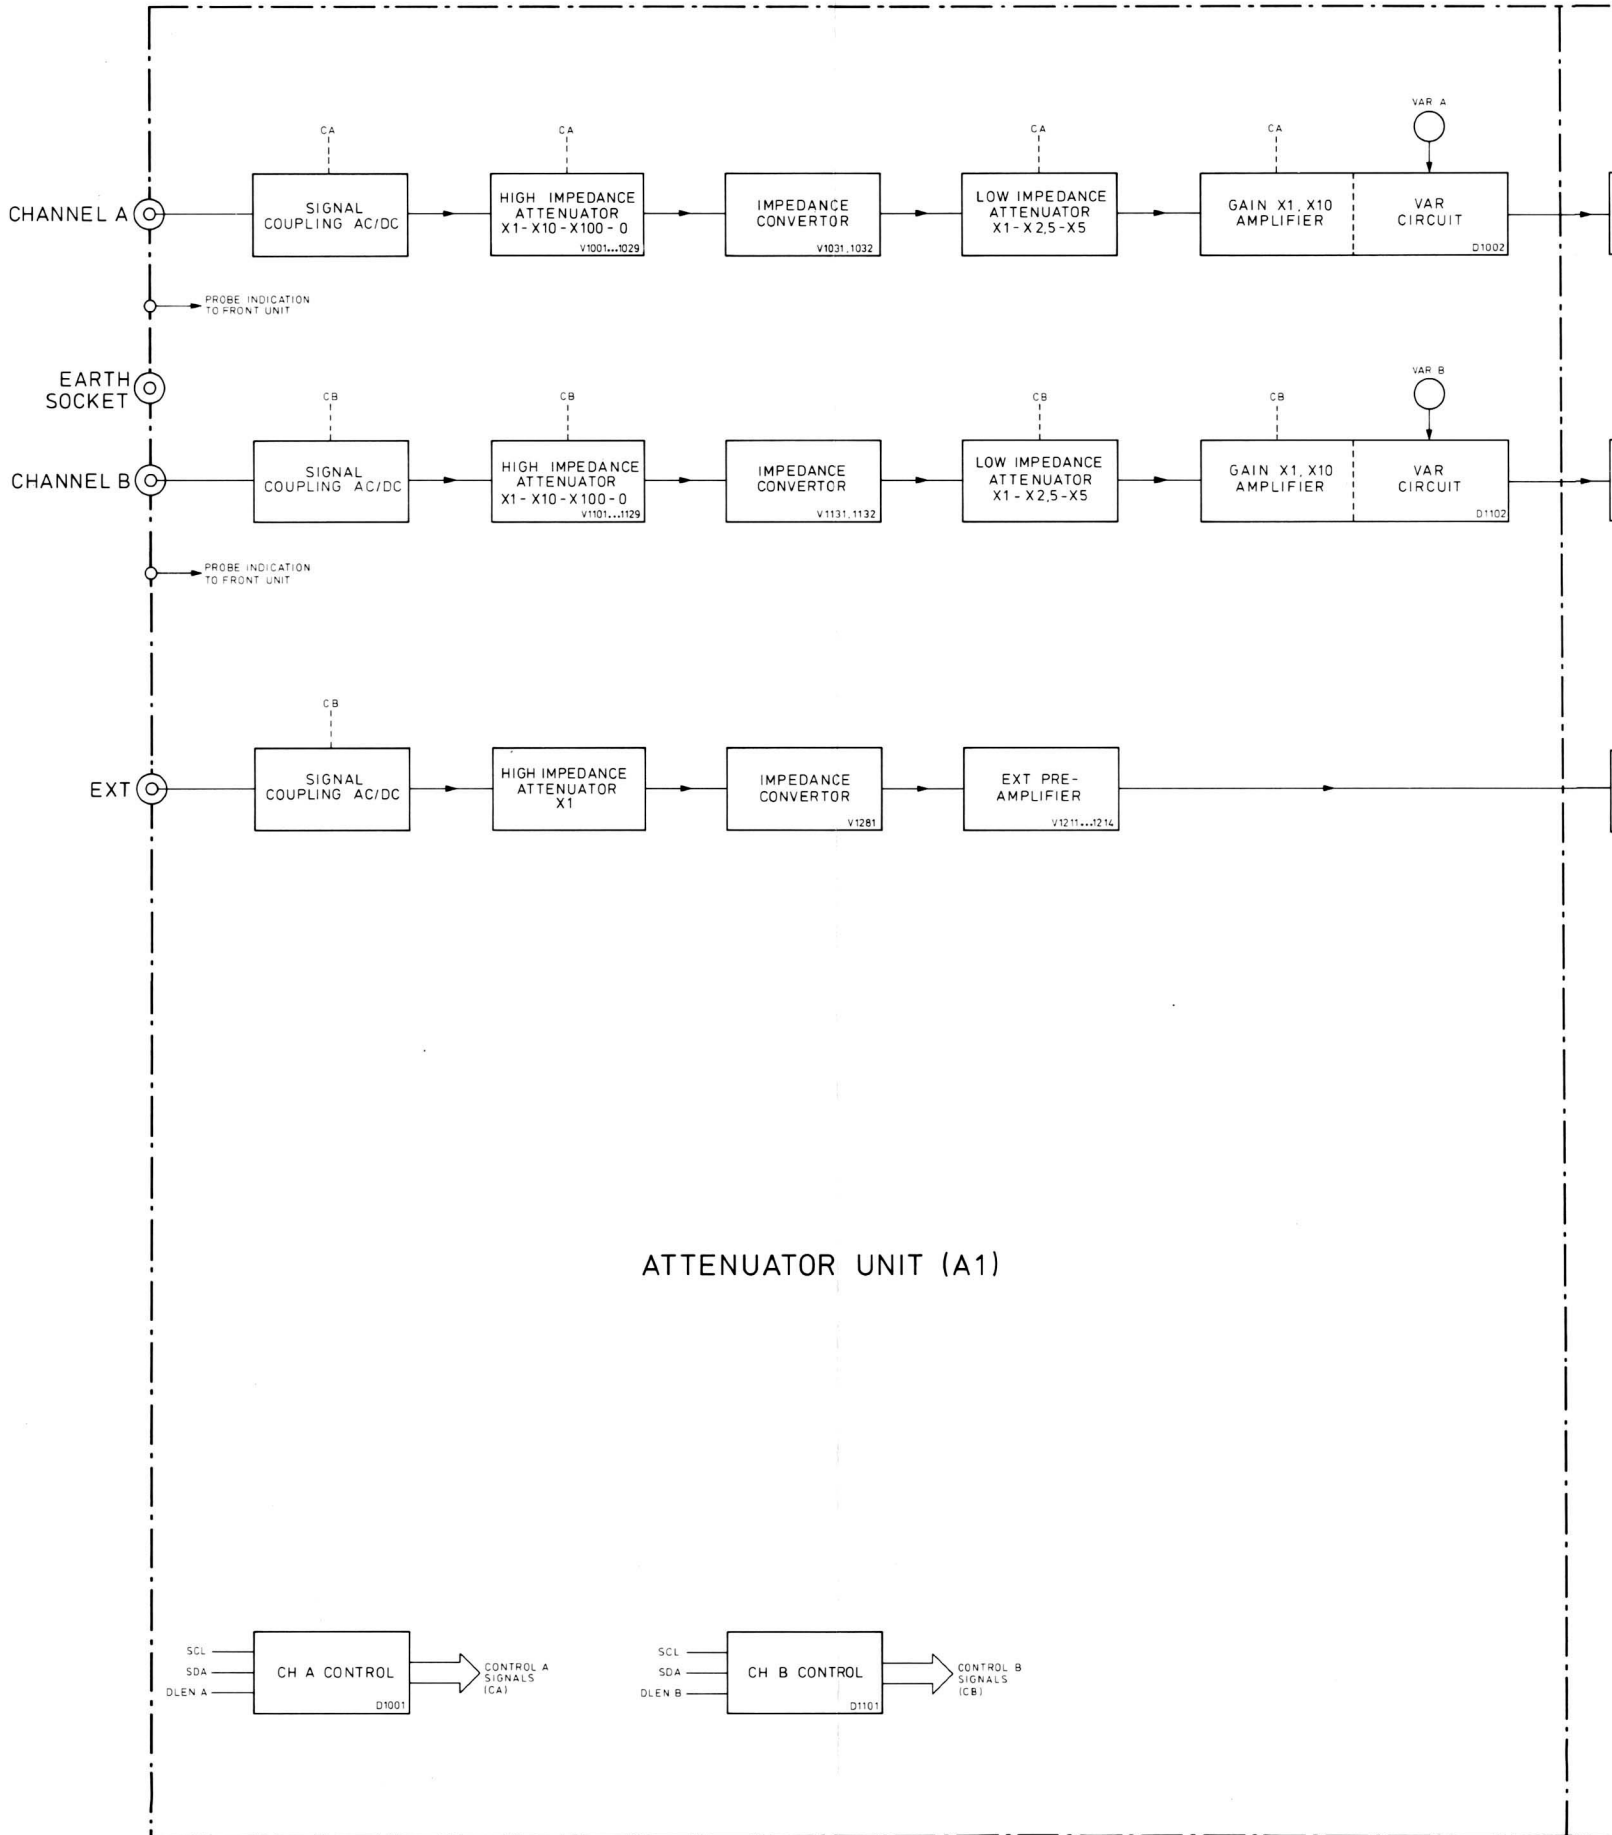 VAR A
CA
CA
CA
CA
CHANNEL A
SIGNAL
COUPLING AC/DC
HIGH IMPEDANCE
ATTENUATOR
X1-X10-X100-0
V1001...1029
IMPEDANCE
CONVERTOR
V1031,1032
LOW IMPEDANCE
ATTENUATOR
X1-X2,5-X5
GAIN X1, X10
AMPLIFIER
VAR
CIRCUIT
D1002
PROBE INDICATION
TO FRONT UNIT
EARTH
SOCKET
VAR B
CB
CB
CB
CB
CHANNEL B
SIGNAL
COUPLING AC/DC
HIGH IMPEDANCE
ATTENUATOR
X1-X10-X100-0
V1101...1129
IMPEDANCE
CONVERTOR
V1131,1132
LOW IMPEDANCE
ATTENUATOR
X1-X2,5-X5
GAIN X1, X10
AMPLIFIER
VAR
CIRCUIT
D1102
PROBE INDICATION
TO FRONT UNIT
CB
EXT
SIGNAL
COUPLING AC/DC
HIGH IMPEDANCE
ATTENUATOR
X1
IMPEDANCE
CONVERTOR
V1281
EXT PRE-
AMPLIFIER
V1211...1214
ATTENUATOR UNIT (A1)
SCL
SDA
DLEN A
CH A CONTROL
D1001
CONTROL A
SIGNALS
(CA)
SCL
SDA
DLEN B
CH B CONTROL
D1101
CONTROL B
SIGNALS
(CB)